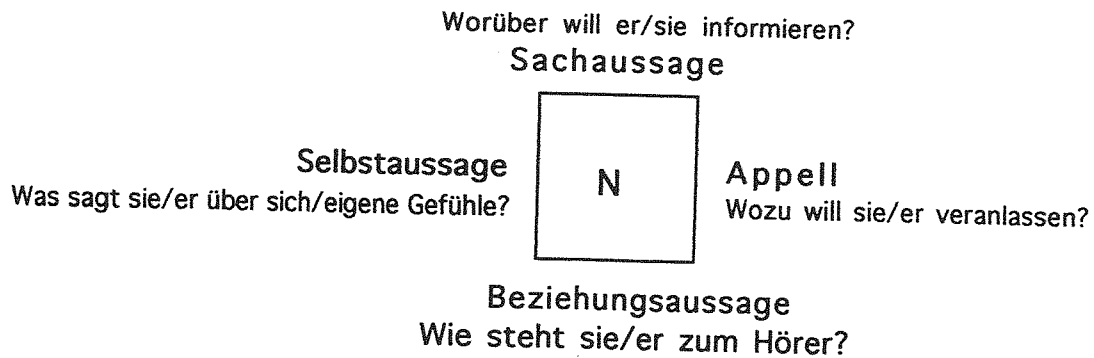 Worüber will er/sie informieren?
Sachaussage
Selbstaussage
Was sagt sie/er über sich/eigene Gefühle?
N
Appell
Wozu will sie/er veranlassen?
Beziehungsaussage
Wie steht sie/er zum Hörer?